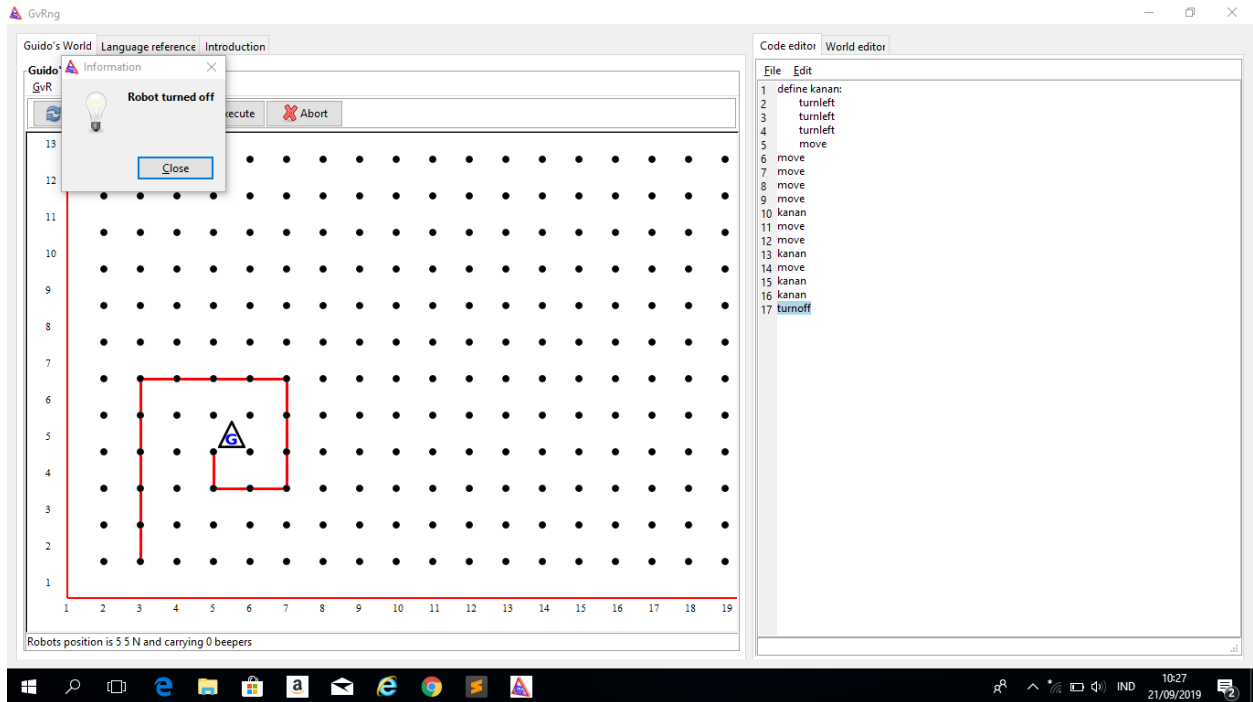 GvRng
Guido's World Language reference Introduction
Code editor World editor
Guido'
GvR
Information
Robot turned off
Close
ecute
Abort
File Edit
1 define kanan:
2 turnleft
3 turnleft
4 turnleft
5 move
6 move
7 move
8 move
9 move
10 kanan
11 move
12 move
13 kanan
14 move
15 kanan
16 kanan
17 turnoff
13
12
11
10
9
8
7
6
5
4
3
2
1
G
1 2 3 4 5 6 7 8 9 10 11 12 13 14 15 16 17 18 19
Robots position is 5 5 N and carrying 0 beepers
a
IND
10:27
21/09/2019
2